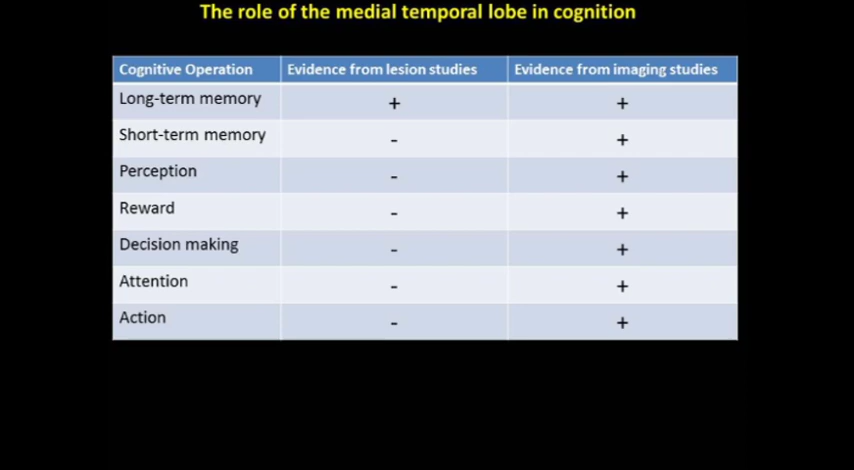 The role of the medial temporal lobe in cognition
Cognitive Operation Evidence from lesion studies Evidence from imaging studies
Long-term memory + +
Short-term memory - +
Perception - +
Reward - +
Decision making - +
Attention - +
Action - +